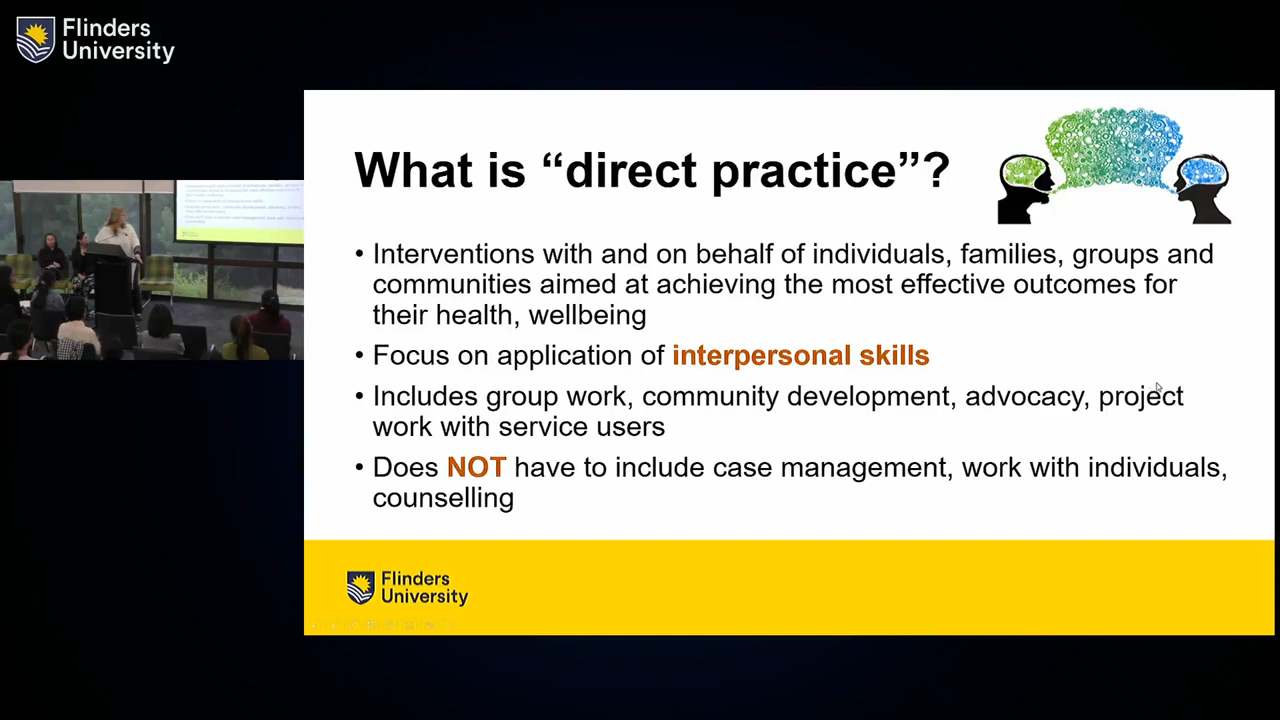 Flinders
University
What is “direct practice”?
• Interventions with and on behalf of individuals, families, groups and
communities aimed at achieving the most effective outcomes for
their health, wellbeing
• Focus on application of interpersonal skills
• Includes group work, community development, advocacy, project
work with service users
• Does NOT have to include case management, work with individuals,
counselling
Flinders
University